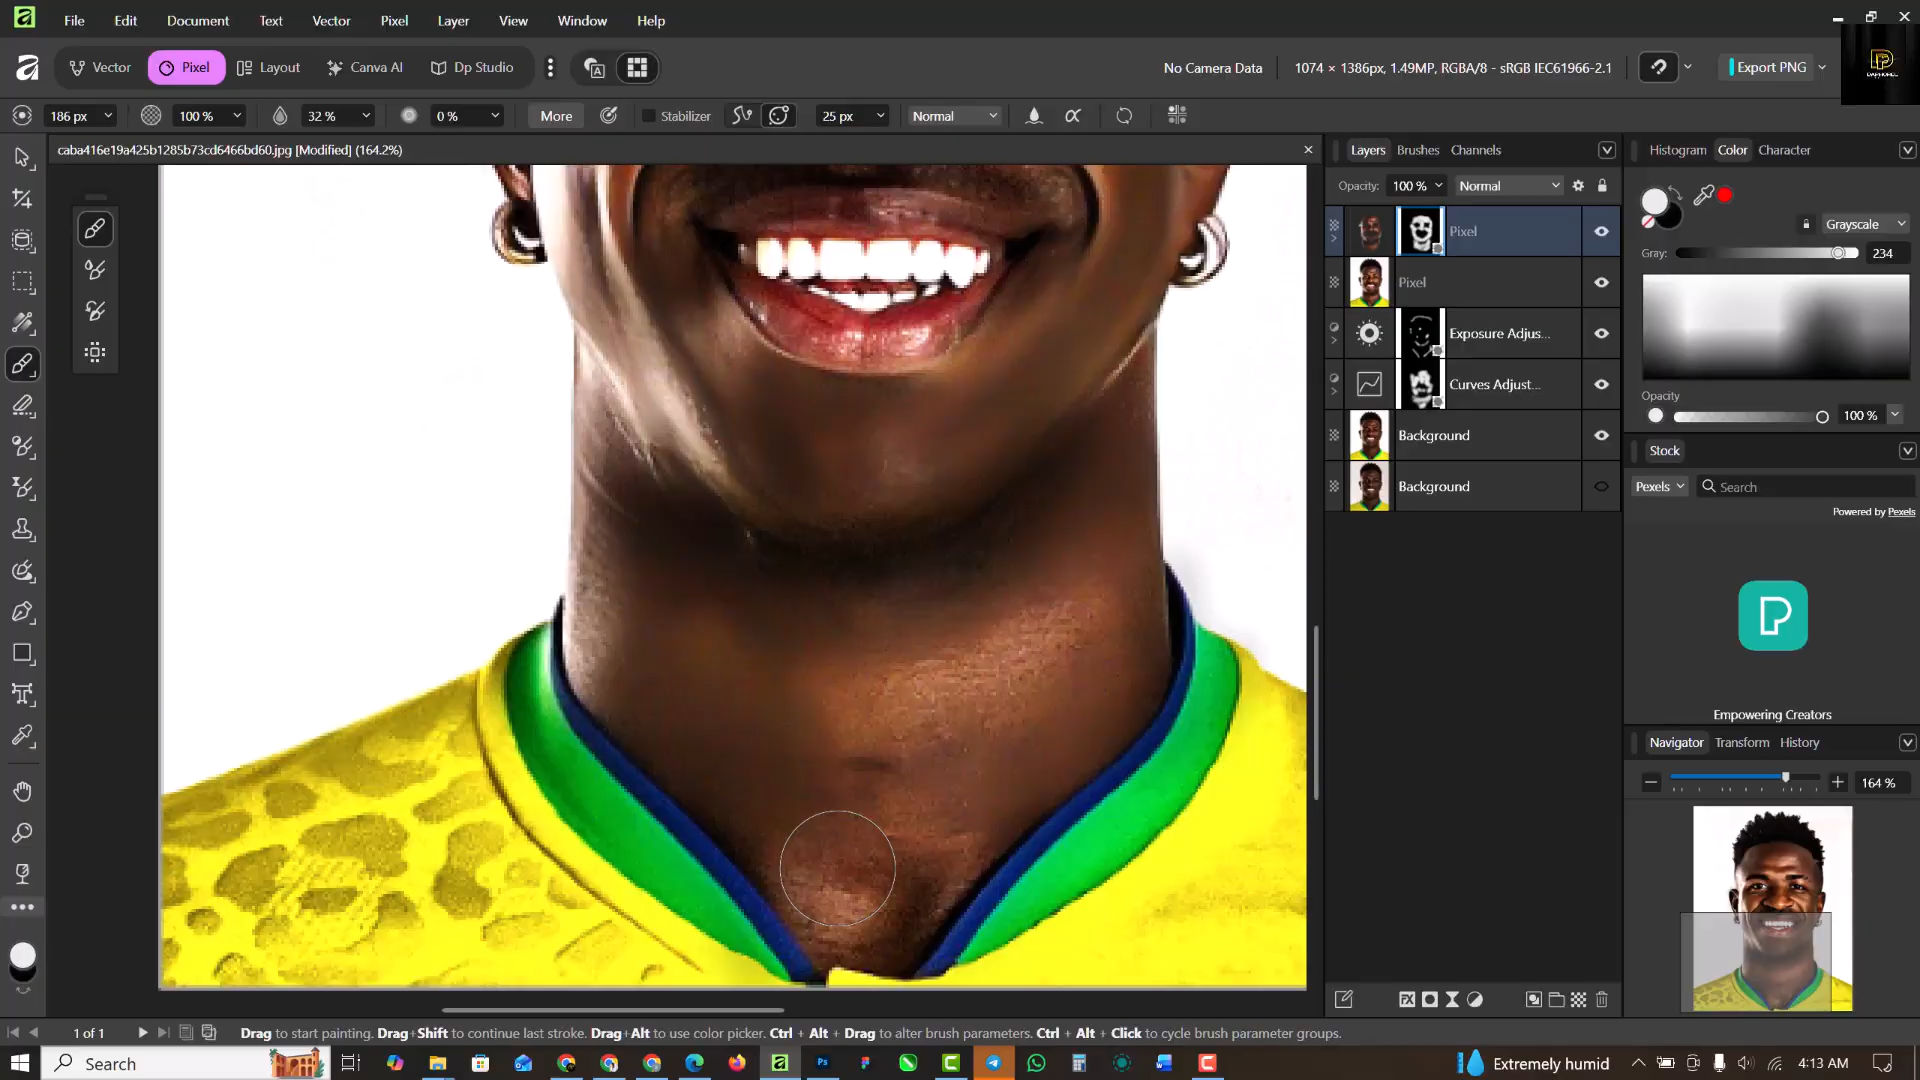 File Edit Document Text Vector Pixel Layer View Window Help
Vector Pixel Layout Canva AI Dp Studio No Camera Data 1074 × 1386px, 1.49MP, RGBA/8 - sRGB IEC61966-2.1 Export PNG
186 px 100 % 32 % 0 % More Stabilizer 25 px Normal
caba416e19a425b1285b73cd6466bd60.jpg [Modified] (164.2%)
Layers Brushes Channels
Opacity: 100 % Normal
Pixel
Pixel
Exposure Adjus...
Curves Adjust...
Background
Background
Histogram Color Character
Grayscale
Gray: 234
Opacity
100 %
Stock
Pexels Search
Powered by Pexels
Empowering Creators
Navigator Transform History
164 %
1 of 1 Drag to start painting. Drag+Shift to continue last stroke. Drag+Alt to use color picker. Ctrl + Alt + Drag to alter brush parameters. Ctrl + Alt + Click to cycle brush parameter groups.
Search Extremely humid 4:13 AM